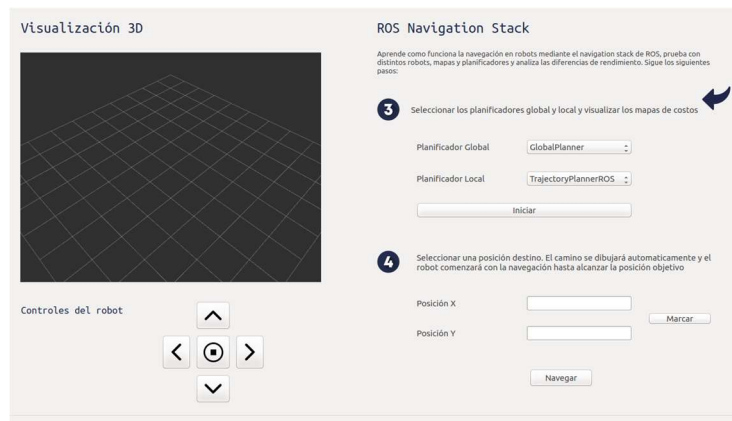 Visualización 3D
Controles del robot
ROS Navigation Stack
Aprende como funciona la navegación en robots mediante el navigation stack de ROS, prueba con
distintos robots, mapas y planificadores y analiza las diferencias de rendimiento. Sigue los siguientes
pasos:
3 Seleccionar los planificadores global y local y visualizar los mapas de costos
Planificador Global GlobalPlanner
Planificador Local TrajectoryPlannerROS
Iniciar
4 Seleccionar una posición destino. El camino se dibujará automaticamente y el
robot comenzará con la navegación hasta alcanzar la posición objetivo
Posición X
Marcar
Posición Y
Navegar